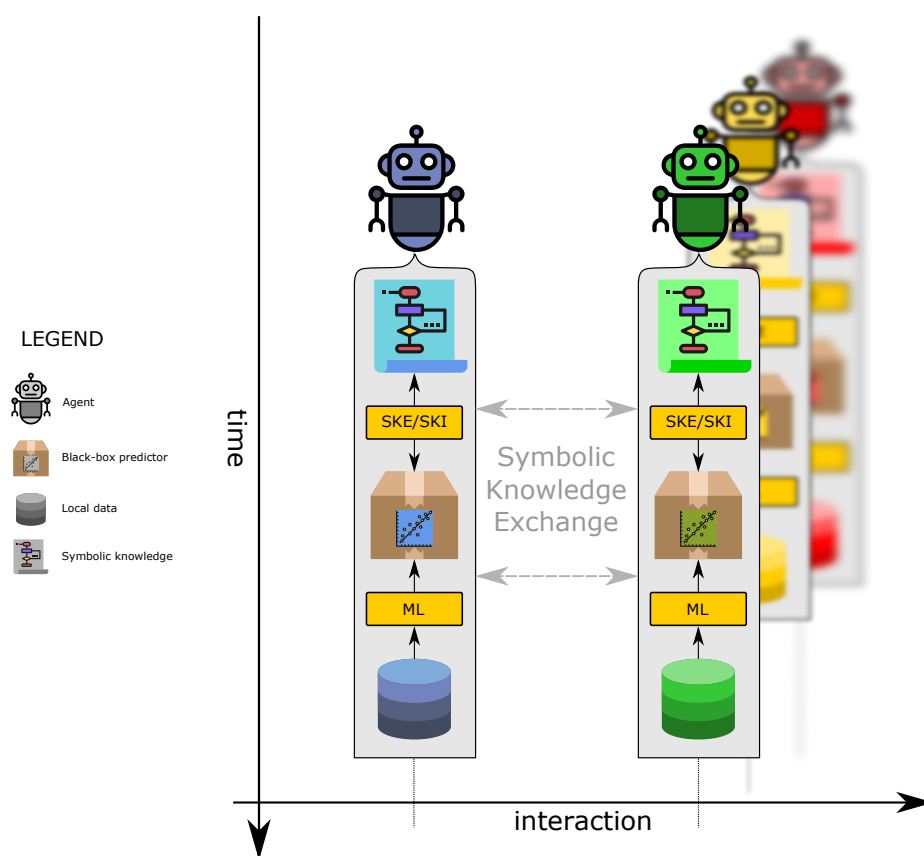 LEGEND
Agent
Black-box predictor
Local data
Symbolic knowledge
time
SKE/SKI
SKE/SKI
Symbolic
Knowledge
Exchange
ML
ML
interaction